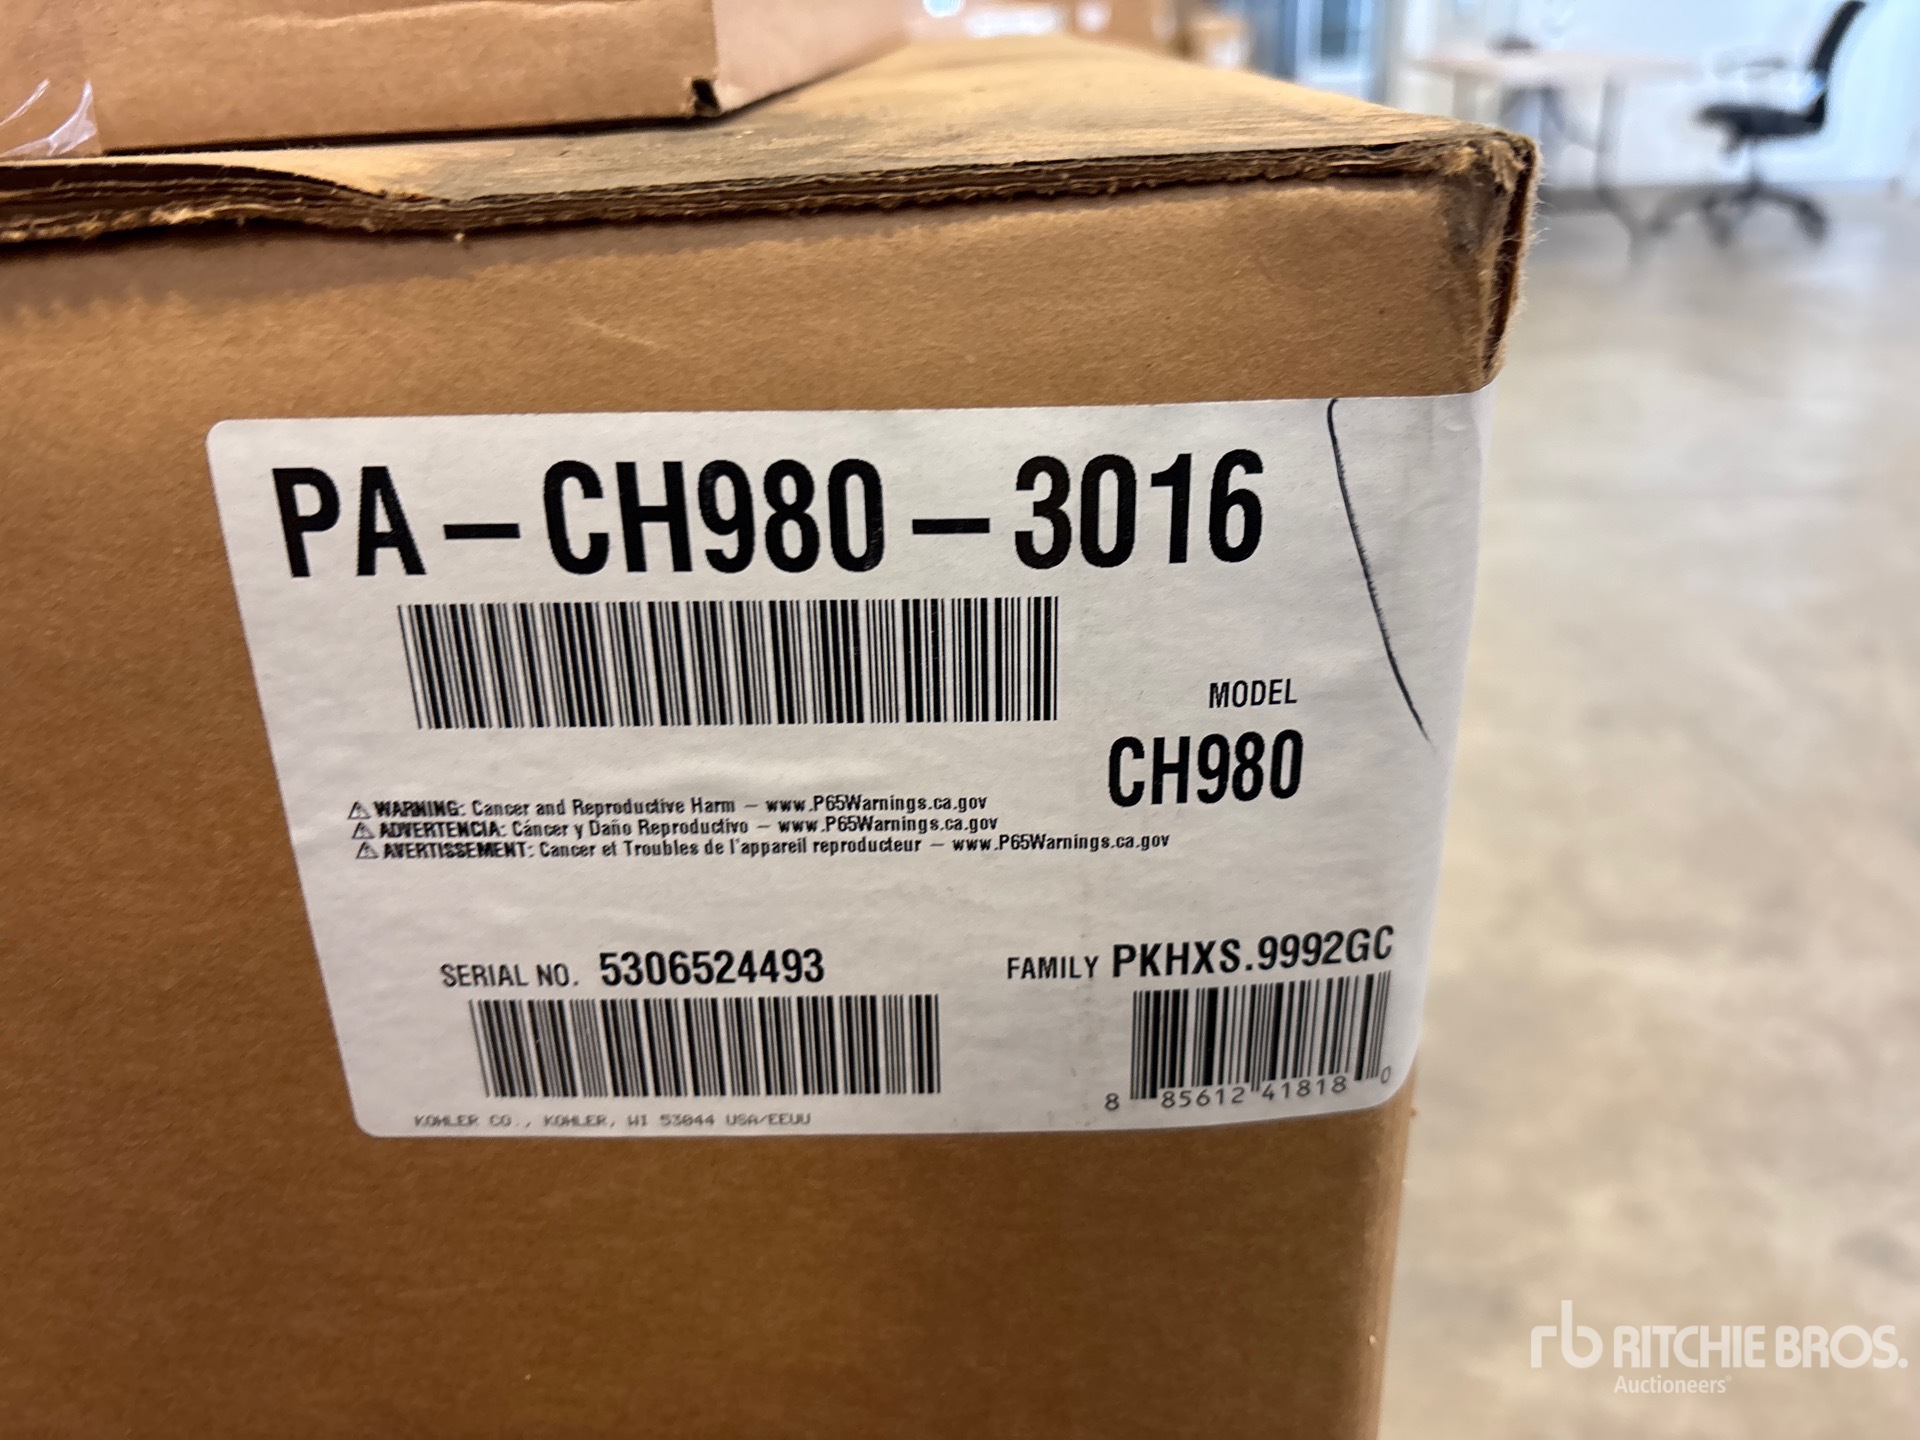 PA-CH980-3016
MODEL
CH980
⚠ WARNING: Cancer and Reproductive Harm - www.P65Warnings.ca.gov
⚠ ADVERTENCIA: Cáncer y Daño Reproductivo - www.P65Warnings.ca.gov
⚠ AVERTISSEMENT: Cancer et Troubles de l'appareil reproducteur - www.P65Warnings.ca.gov
SERIAL NO. 5306524493
FAMILY PKHXS.9992GC
8 85612 41818 0
KOHLER CO., KOHLER, WI 53044 USA/EEUU
rb RITCHIE BROS.
Auctioneers